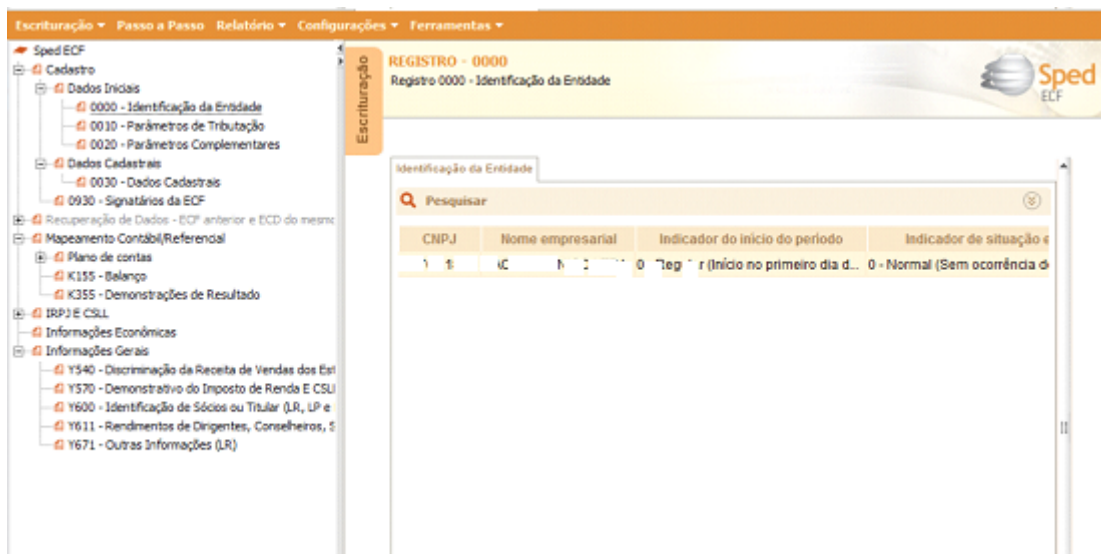 Escrituração Passo a Passo Relatório Configurações Ferramentas
Sped ECF
Cadastro
Dados Iniciais
0000 - Identificação da Entidade
0010 - Parâmetros de Tributação
0020 - Parâmetros Complementares
Dados Cadastrais
0030 - Dados Cadastrais
0930 - Signatários da ECF
Recuperação de Dados - ECF anterior e ECD do mesmo
Mapeamento Contábil/Referencial
Plano de contas
K155 - Balanço
K355 - Demonstrações de Resultado
IRPJ E CSLL
Informações Econômicas
Informações Gerais
Y540 - Discriminação da Receita de Vendas dos Est
Y570 - Demonstrativo do Imposto de Renda E CSLL
Y600 - Identificação de Sócios ou Titular (LR, LP e
Y611 - Rendimentos de Dirigentes, Conselheiros, S
Y671 - Outras Informações (LR)
Escrituração
REGISTRO - 0000
Registro 0000 - Identificação da Entidade
Sped
ECF
Identificação da Entidade
Pesquisar
CNPJ Nome empresarial Indicador do início do período Indicador de situação e
0 - (Início no primeiro dia d... 0 - Normal (Sem ocorrência d